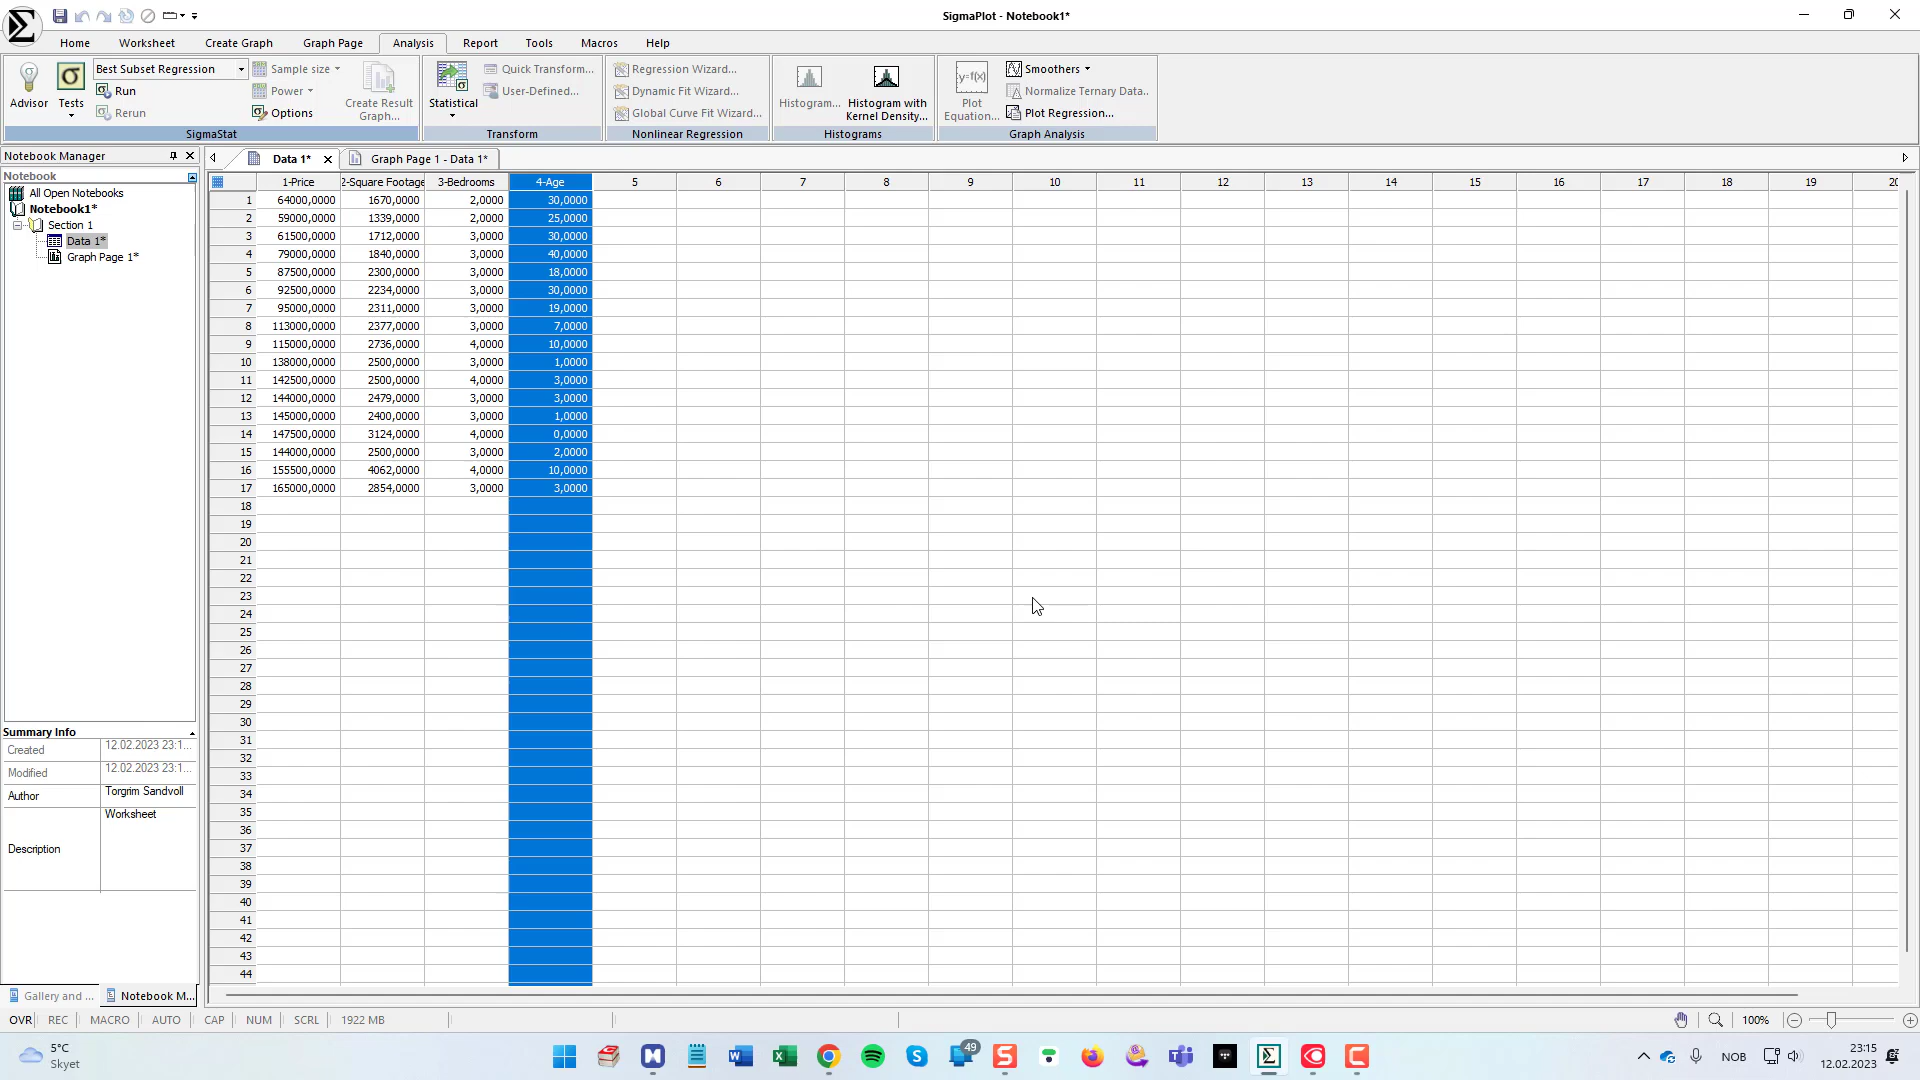 SigmaPlot - Notebook1*
Home Worksheet Create Graph Graph Page Analysis Report Tools Macros Help
Advisor Tests Best Subset Regression Run Rerun Sample size Power Options Create Result Graph...
Statistical Quick Transform... User-Defined...
Regression Wizard... Dynamic Fit Wizard... Global Curve Fit Wizard...
Histogram... Histogram with Kernel Density...
y=f(x) Plot Equation... Smoothers Normalize Ternary Data.. Plot Regression...
SigmaStat Transform Nonlinear Regression Histograms Graph Analysis
Notebook Manager
Notebook
All Open Notebooks
Notebook1*
Section 1
Data 1*
Graph Page 1*
Summary Info
Created 12.02.2023 23:1...
Modified 12.02.2023 23:1...
Author Torgrim Sandvoll
Description Worksheet
Gallery and ... Notebook M...
Data 1* Graph Page 1 - Data 1*
1-Price 2-Square Footage 3-Bedrooms 4-Age 5 6 7 8 9 10 11 12 13 14 15 16 17 18 19 20
1 64000,0000 1670,0000 2,0000 30,0000
2 59000,0000 1339,0000 2,0000 25,0000
3 61500,0000 1712,0000 3,0000 30,0000
4 79000,0000 1840,0000 3,0000 40,0000
5 87500,0000 2300,0000 3,0000 18,0000
6 92500,0000 2234,0000 3,0000 30,0000
7 95000,0000 2311,0000 3,0000 19,0000
8 113000,0000 2377,0000 3,0000 7,0000
9 115000,0000 2736,0000 4,0000 10,0000
10 138000,0000 2500,0000 3,0000 1,0000
11 142500,0000 2500,0000 4,0000 3,0000
12 144000,0000 2479,0000 3,0000 3,0000
13 145000,0000 2400,0000 3,0000 1,0000
14 147500,0000 3124,0000 4,0000 0,0000
15 144000,0000 2500,0000 3,0000 2,0000
16 155500,0000 4062,0000 4,0000 10,0000
17 165000,0000 2854,0000 3,0000 3,0000
18
19
20
21
22
23
24
25
26
27
28
29
30
31
32
33
34
35
36
37
38
39
40
41
42
43
44
OVR REC MACRO AUTO CAP NUM SCRL 1922 MB 100%
5°C
Skyet
49
NOB
23:15
12.02.2023